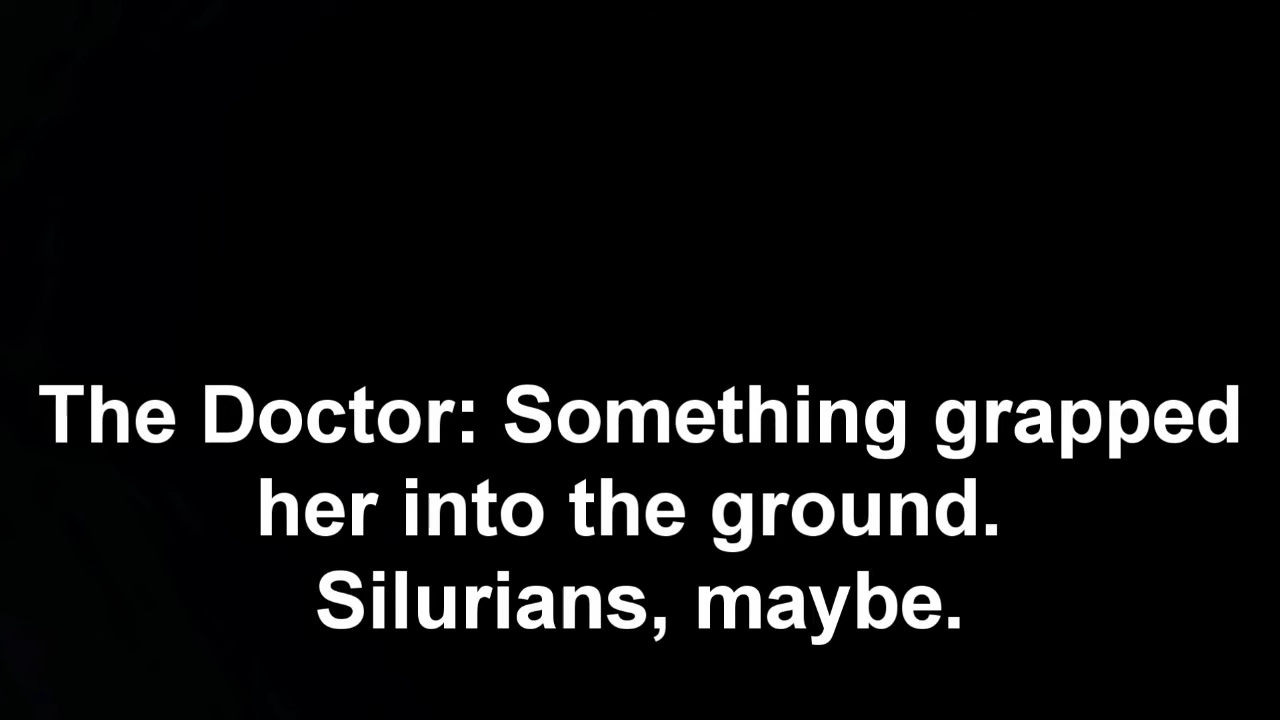 The Doctor: Something grapped
her into the ground.
Silurians, maybe.